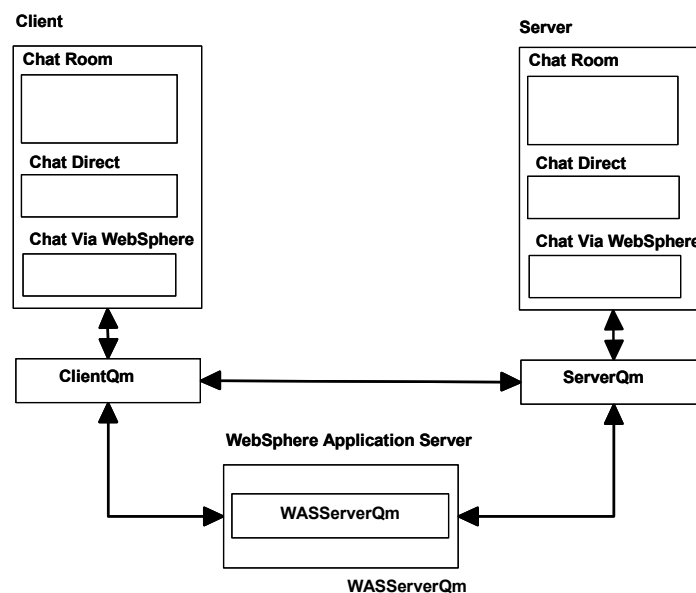 Client
Server
Chat Room
Chat Room
Chat Direct
Chat Direct
Chat Via WebSphere
Chat Via WebSphere
ClientQm
ServerQm
WebSphere Application Server
WASServerQm
WASServerQm